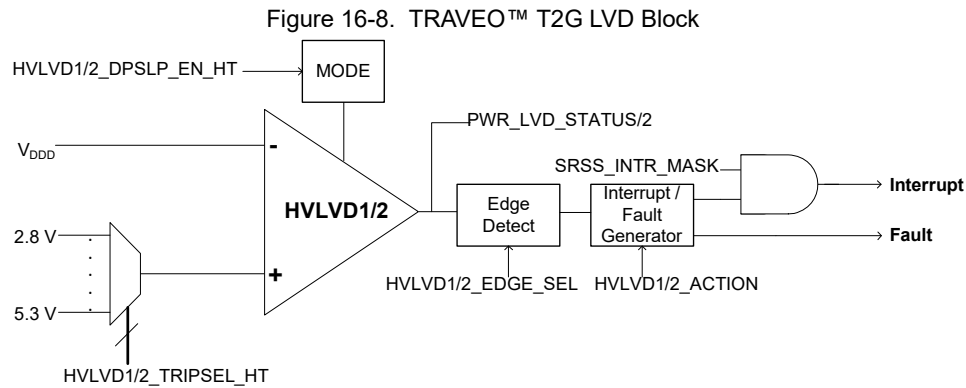 Figure 16-8. TRAVEO™ T2G LVD Block
HVLVD1/2_DPSLP_EN_HT
MODE
PWR_LVD_STATUS/2
VDDD
-
SRSS_INTR_MASK
HVLVD1/2
Edge
Detect
Interrupt /
Fault
Generator
Interrupt
Fault
2.8 V
+
HVLVD1/2_EDGE_SEL
HVLVD1/2_ACTION
5.3 V
HVLVD1/2_TRIPSEL_HT